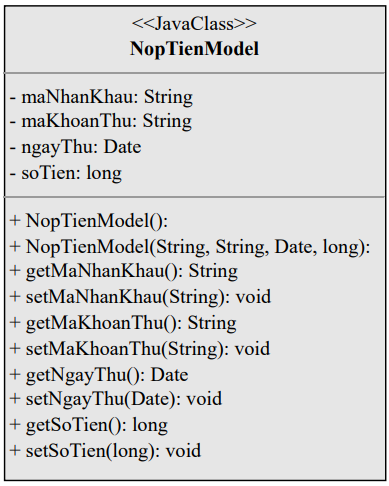 <<JavaClass>>
NopTienModel
- maNhanKhau: String
- maKhoanThu: String
- ngayThu: Date
- soTien: long
+ NopTienModel():
+ NopTienModel(String, String, Date, long):
+ getMaNhanKhau(): String
+ setMaNhanKhau(String): void
+ getMaKhoanThu(): String
+ setMaKhoanThu(String): void
+ getNgayThu(): Date
+ setNgayThu(Date): void
+ getSoTien(): long
+ setSoTien(long): void